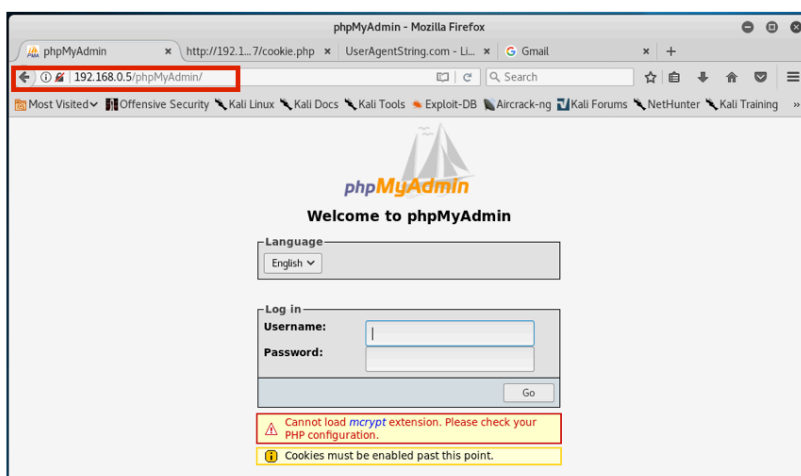 phpMyAdmin - Mozilla Firefox
phpMyAdmin × http://192.1...7/cookie.php × UserAgentString.com - Li... × G Gmail × +
192.168.0.5/phpMyAdmin/ Search
Most Visited Offensive Security Kali Linux Kali Docs Kali Tools Exploit-DB Aircrack-ng Kali Forums NetHunter Kali Training »
phpMyAdmin
Welcome to phpMyAdmin
Language
English
Log in
Username:
Password:
Go
Cannot load mcrypt extension. Please check your
PHP configuration.
Cookies must be enabled past this point.